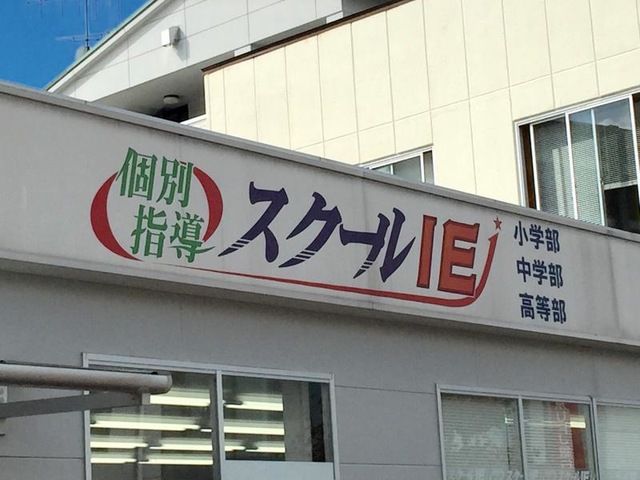 個別
指導
スクールIE
小学部
中学部
高等部